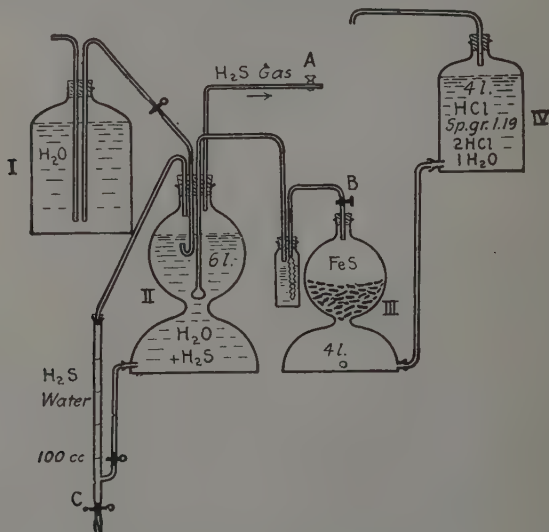 A
H₂S Gas
4 l.
HCl
Sp.gr.1.19
2HCl
1H₂O
IV
I
H₂O
B
6 l.
FeS
II
III
H₂O
+H₂S
4 l.
H₂S
Water
100 cc
C